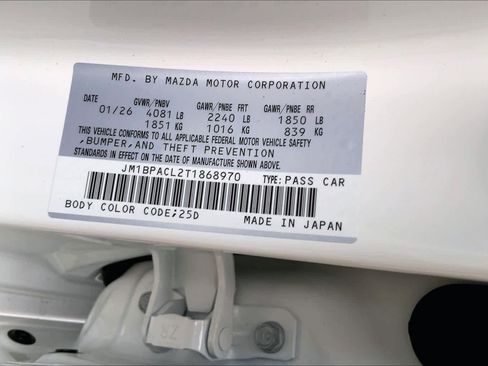 MFD. BY MAZDA MOTOR CORPORATION
DATE GVWR/PNBV GAWR/PNBE FRT GAWR/PNBE RR
01/26 4081 LB 2240 LB 1850 LB
1851 KG 1016 KG 839 KG
THIS VEHICLE CONFORMS TO ALL APPLICABLE FEDERAL MOTOR VEHICLE SAFETY
,BUMPER,AND THEFT PREVENTION
STANDARDS IN EFFECT ON THE DATE OF MANUFACTURE SHOWN ABOVE.
JM1BPACL2T1868970 TYPE: PASS CAR
BODY COLOR CODE;25D MADE IN JAPAN